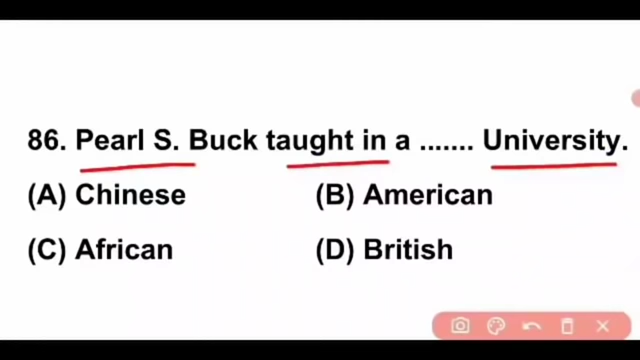 86. Pearl S. Buck taught in a ....... University.
(A) Chinese (B) American
(C) African (D) British